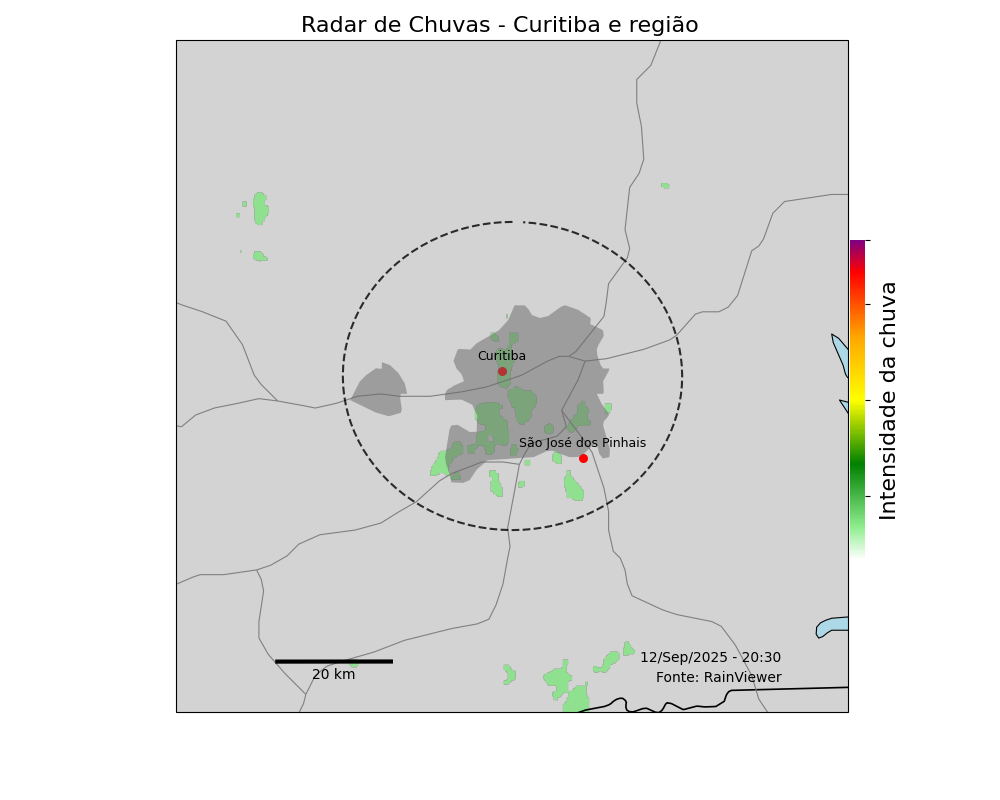 Radar de Chuvas - Curitiba e região
Curitiba
São José dos Pinhais
Intensidade da chuva
20 km
12/Sep/2025 - 20:30
Fonte: RainViewer